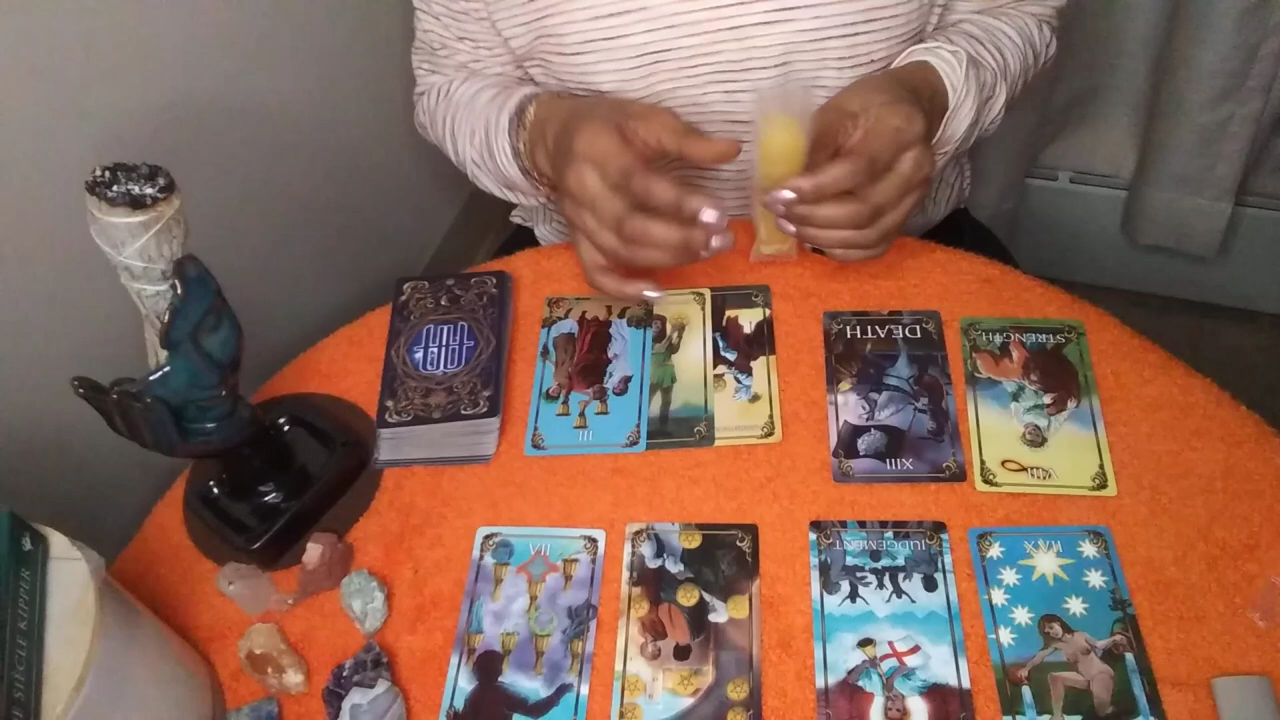 III
DEATH
XIII
STRENGTH
VIII
VII
JUDGEMENT
XVII
SIECLE KIPPER